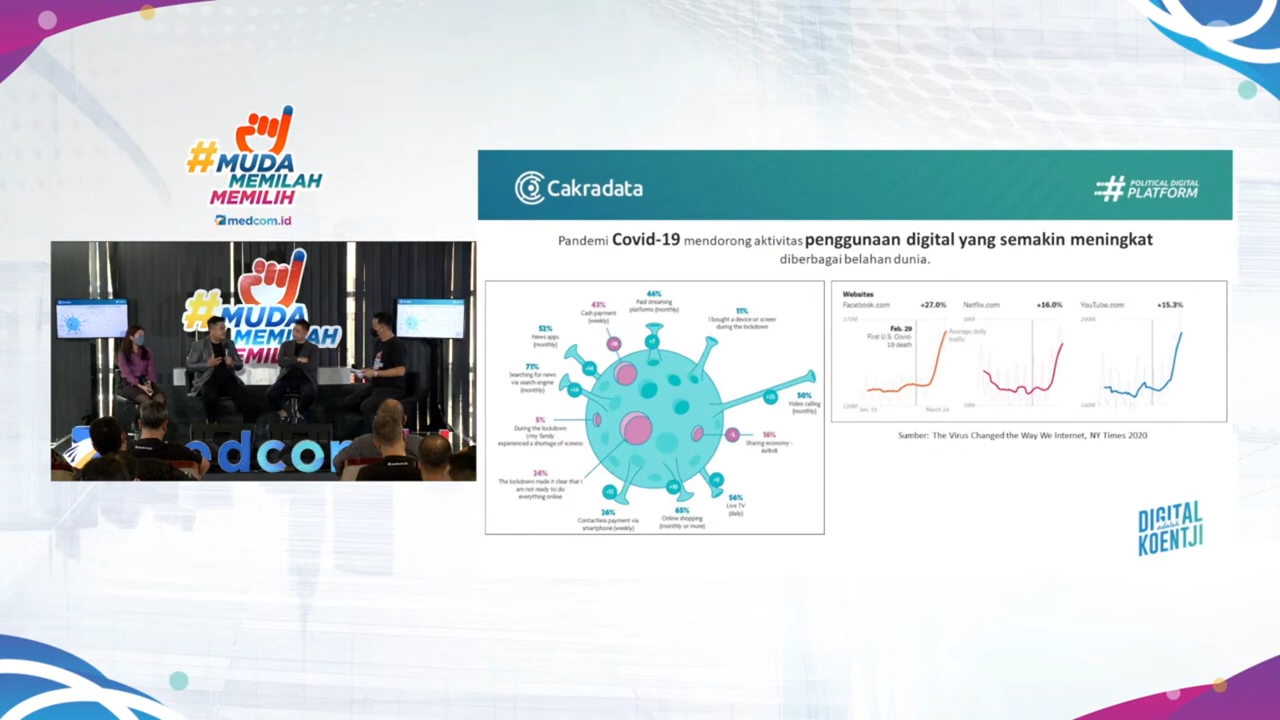 #MUDA
MEMILAH
MEMILIH
medcom.id
#MUDA
MEMILAH
MEMILIH
medco
Cakradata
POLITICAL DIGITAL
PLATFORM
Pandemi Covid-19 mendorong aktivitas penggunaan digital yang semakin meningkat
diberbagai belahan dunia.
46%
Paid streaming
platforms (monthly)
43%
Cash payment
(weekly)
11%
I bought a device or screen
during the lockdown
52%
News apps
(monthly)
71%
Searching for news
via search engine
(monthly)
50%
Video calling
(monthly)
5%
During the lockdown
I/my family
experienced a shortage of screens
16%
Sharing economy -
AirBnB
24%
The lockdown made it clear that I
am not ready to do
everything online
56%
Live TV
(daily)
26%
Contactless payment via
smartphone (weekly)
65%
Online shopping
(monthly or more)
Websites
Facebook.com +27.0%
Netflix.com +16.0%
YouTube.com +15.3%
Feb. 29
First U.S. Covid-
19 death
Average daily
traffic
Sumber: The Virus Changed the Way We Internet, NY Times 2020
DIGITAL
adalah
KOENTJI